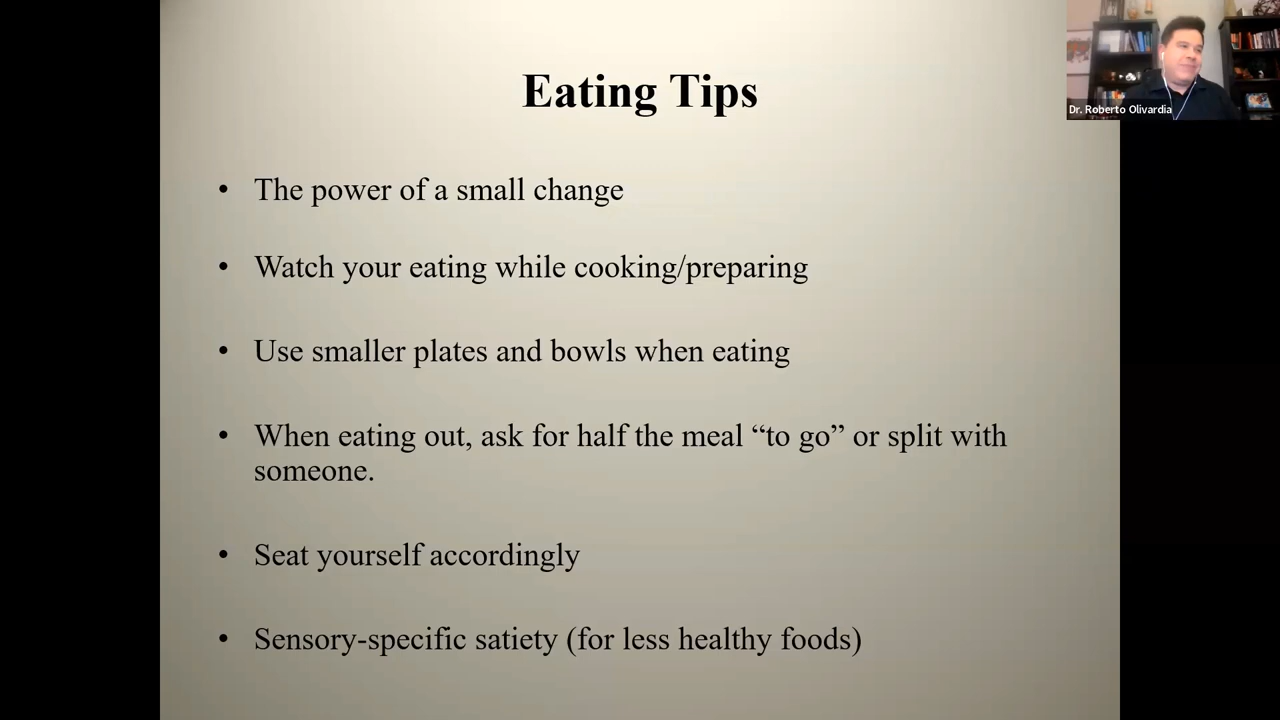 Eating Tips
Dr. Roberto Olivardia
• The power of a small change
• Watch your eating while cooking/preparing
• Use smaller plates and bowls when eating
• When eating out, ask for half the meal “to go” or split with
someone.
• Seat yourself accordingly
• Sensory-specific satiety (for less healthy foods)